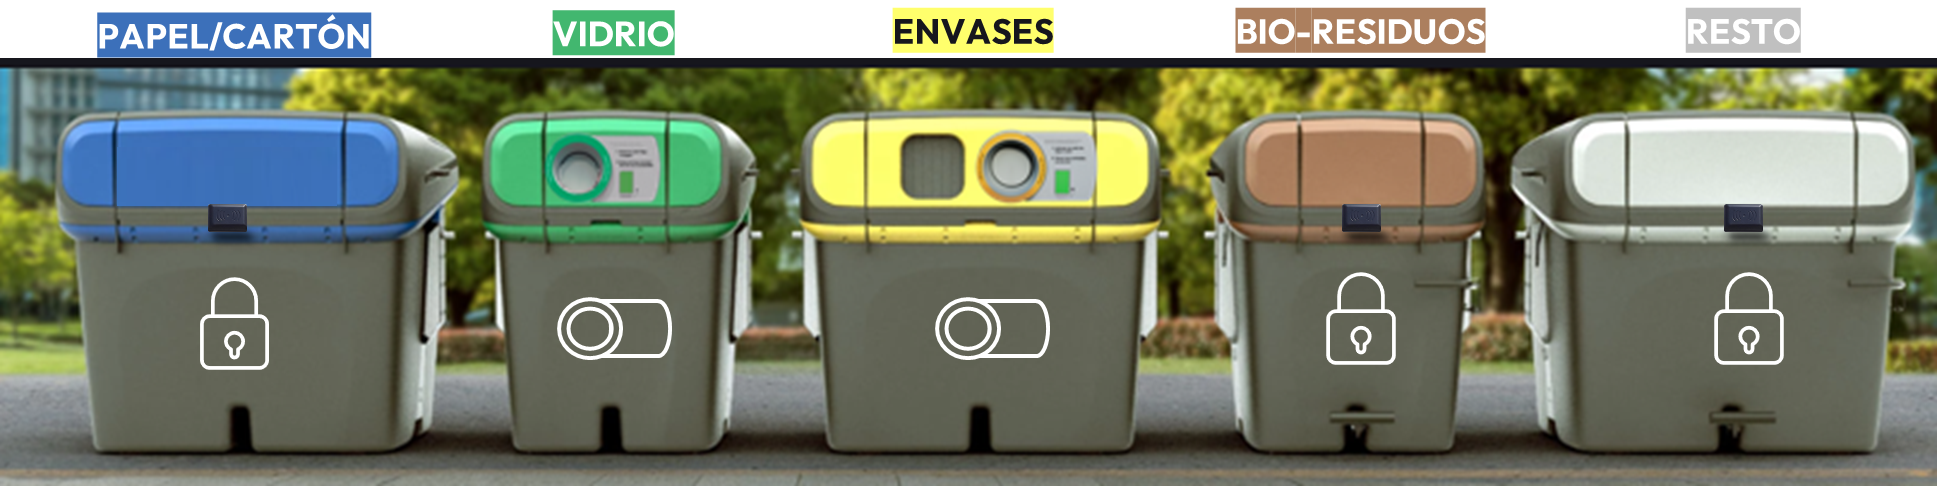 PAPEL/CARTÓN
VIDRIO
ENVASES
BIO-RESIDUOS
RESTO